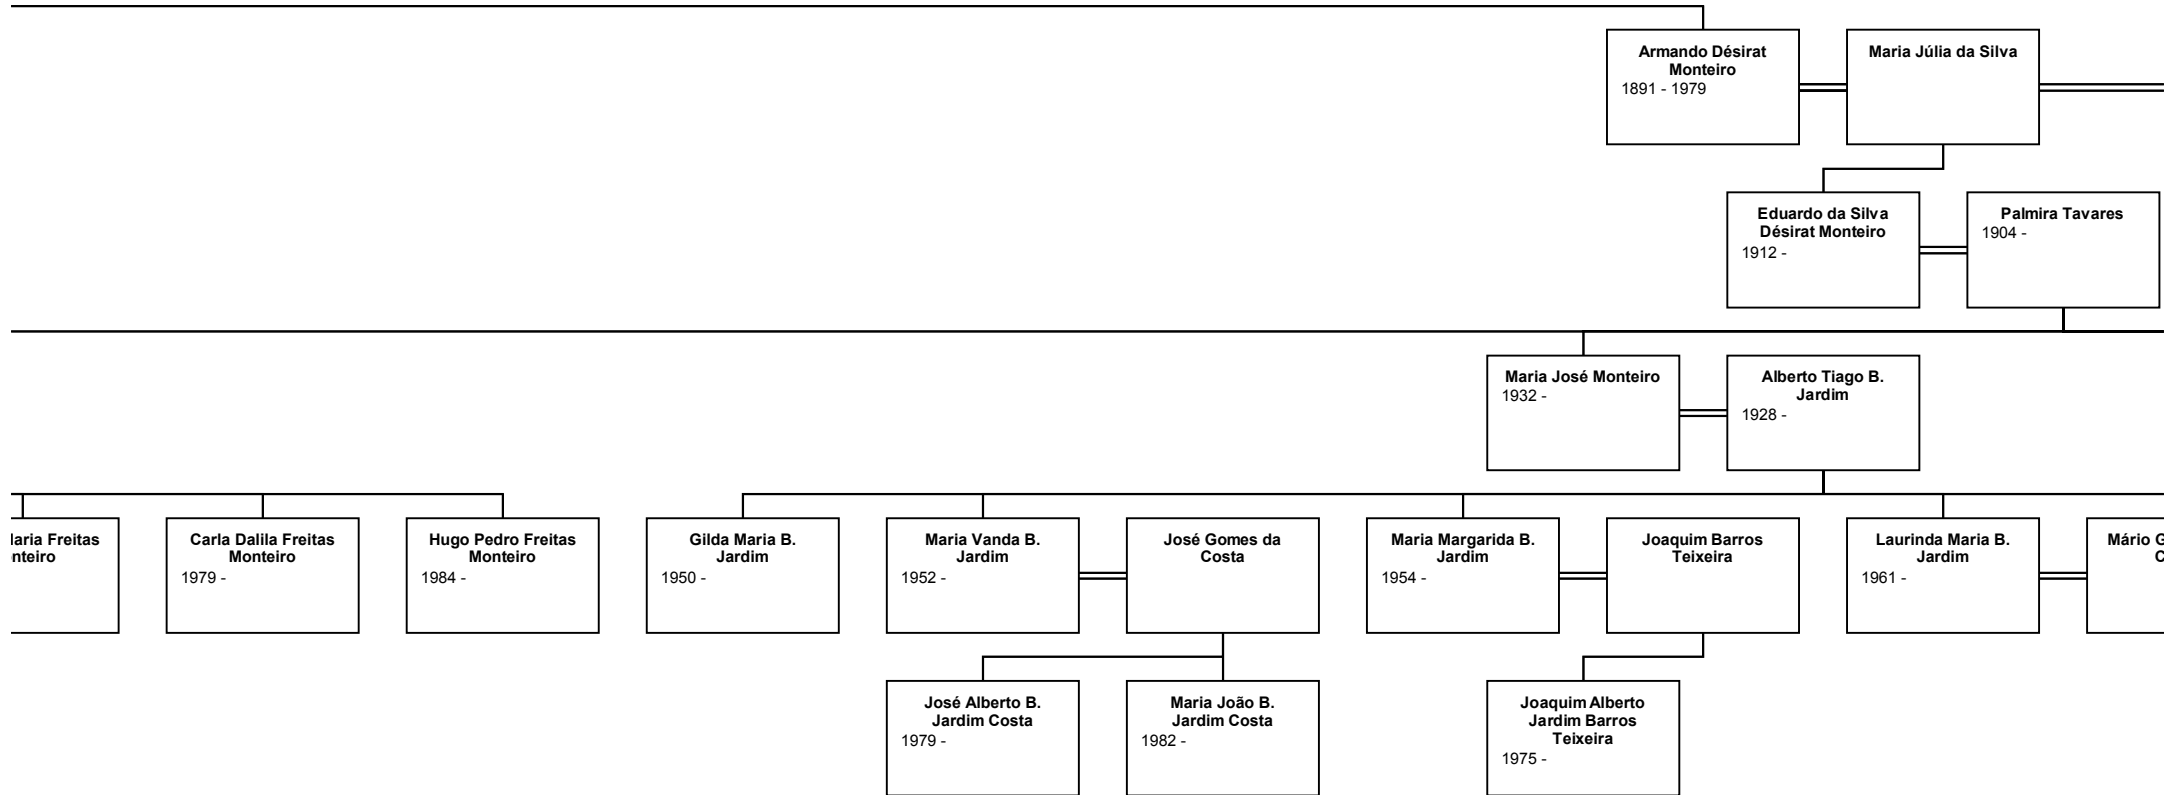 Armando Désirat
Monteiro
1891 - 1979
Maria Júlia da Silva
Eduardo da Silva
Désirat Monteiro
1912 -
Palmira Tavares
1904 -
Maria José Monteiro
1932 -
Alberto Tiago B.
Jardim
1928 -
Freitas
Carla Dalila Freitas
Monteiro
1979 -
Hugo Pedro Freitas
Monteiro
1984 -
Gilda Maria B.
Jardim
1950 -
Maria Vanda B.
Jardim
1952 -
José Gomes da
Costa
Maria Margarida B.
Jardim
1954 -
Joaquim Barros
Teixeira
Laurinda Maria B.
Jardim
1961 -
Mário
José Alberto B.
Jardim Costa
1979 -
Maria João B.
Jardim Costa
1982 -
Joaquim Alberto
Jardim Barros
Teixeira
1975 -